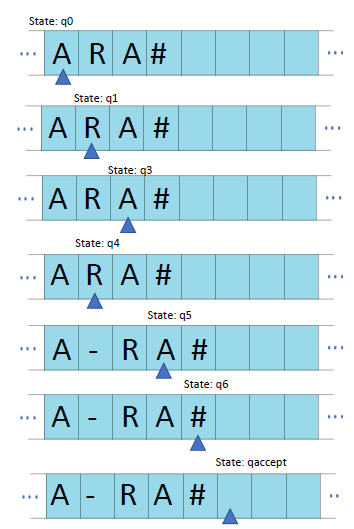 State: q0
... A R A # ...
State: q1
... A R A # ...
State: q3
... A R A # ...
State: q4
... A R A # ...
State: q5
... A - R A # ...
State: q6
... A - R A # ...
State: qaccept
... A - R A # ...